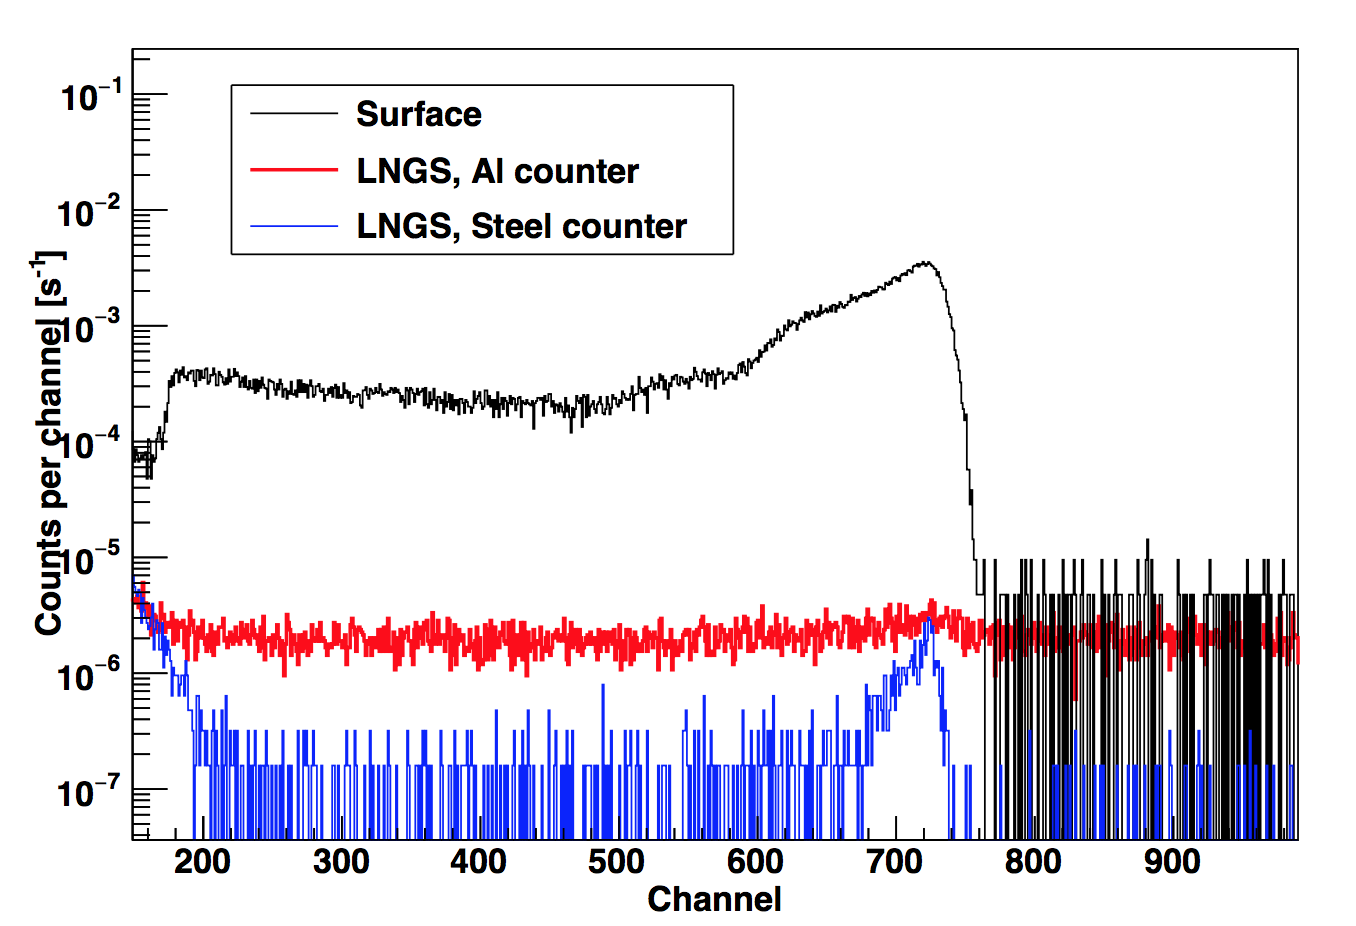 10⁻¹
10⁻²
10⁻³
10⁻⁴
10⁻⁵
10⁻⁶
10⁻⁷
Counts per channel [s⁻¹]
Surface
LNGS, Al counter
LNGS, Steel counter
200 300 400 500 600 700 800 900
Channel